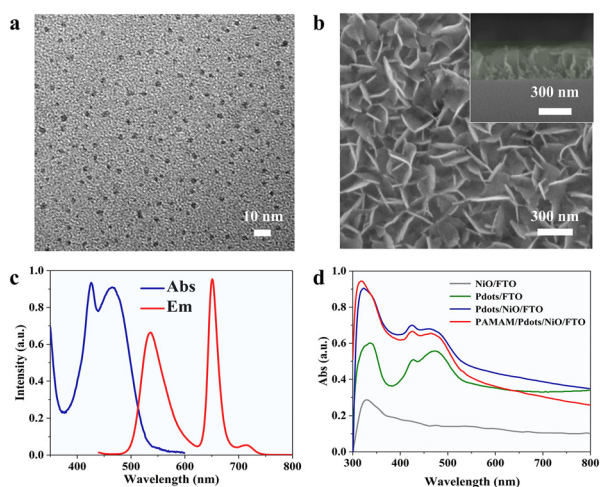 a
10 nm
b
300 nm
300 nm
c
Abs
Em
Intensity (a.u.)
1.0
0.8
0.6
0.4
0.2
0.0
400 500 600 700 800
Wavelength (nm)
d
NiO/FTO
Pdots/FTO
Pdots/NiO/FTO
PAMAM/Pdots/NiO/FTO
Abs (a.u.)
1.0
0.8
0.6
0.4
0.2
0.0
300 400 500 600 700 800
Wavelength (nm)